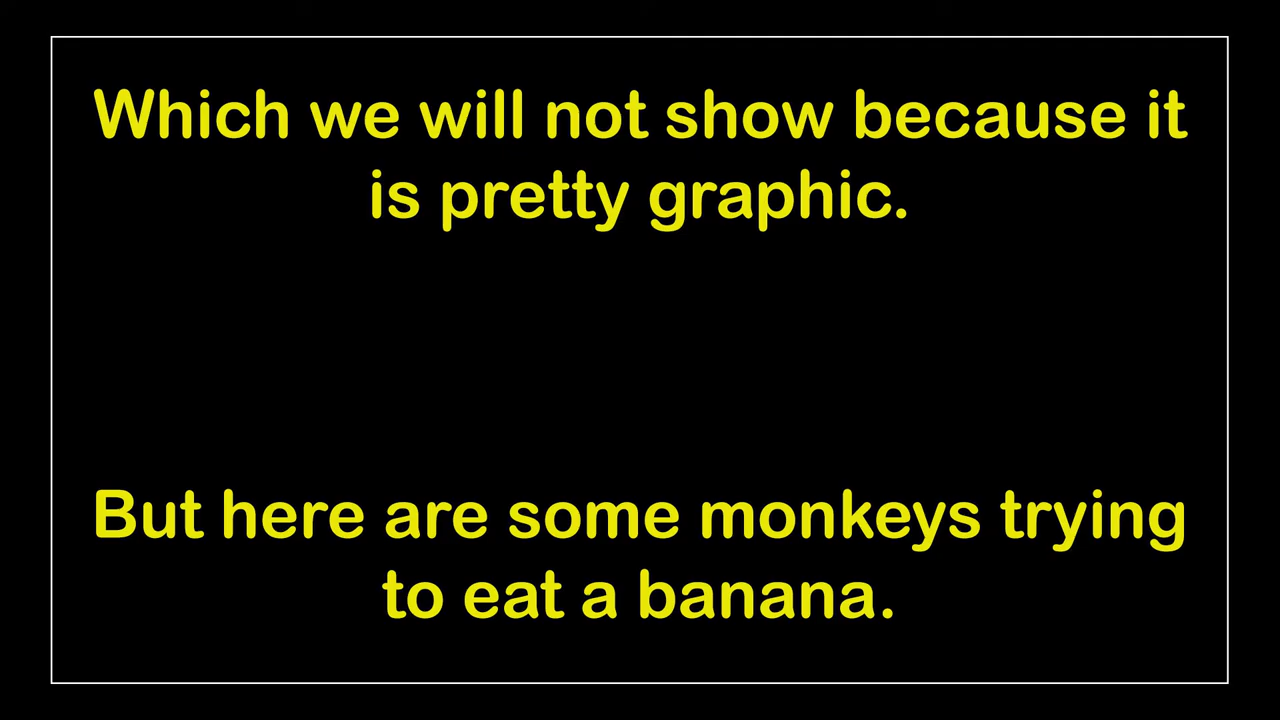 Which we will not show because it
is pretty graphic.
But here are some monkeys trying
to eat a banana.